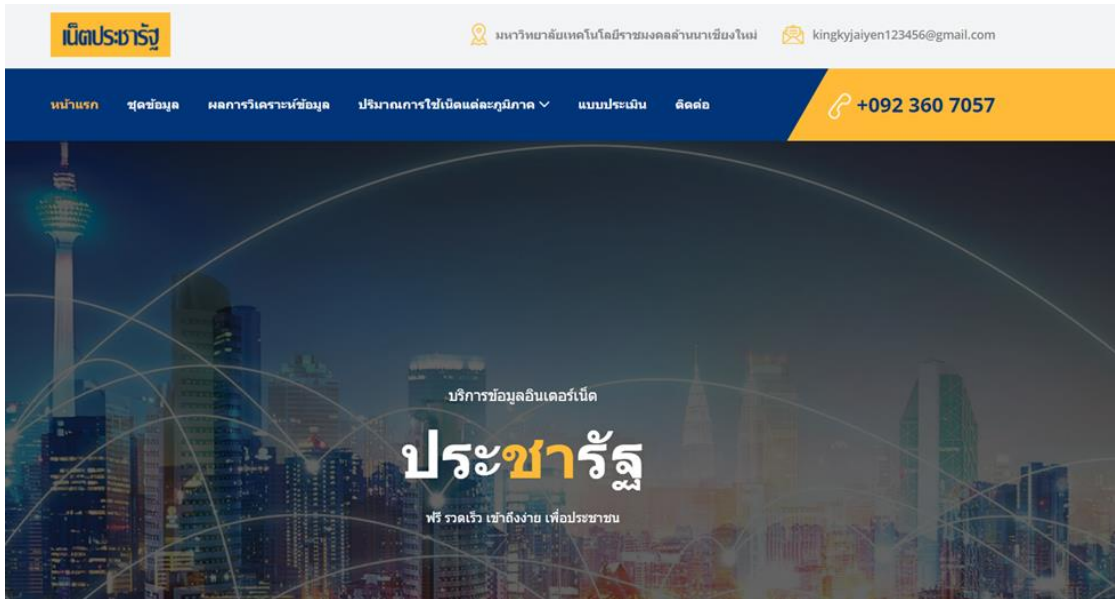 เน็ตประชารัฐ
มหาวิทยาลัยเทคโนโลยีราชมงคลล้านนาเชียงใหม่
kingkyjaiyen123456@gmail.com
หน้าแรก ชุดข้อมูล ผลการวิเคราะห์ข้อมูล ปริมาณการใช้เน็ตแต่ละภูมิภาค แบบประเมิน ติดต่อ
+092 360 7057
บริการข้อมูลอินเตอร์เน็ต
ประชารัฐ
ฟรี รวดเร็ว เข้าถึงง่าย เพื่อประชาชน